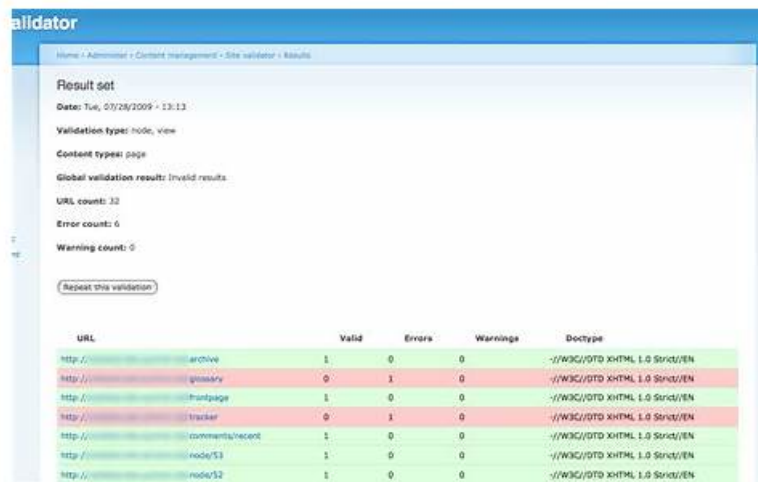 alidator
Home › Administer › Content management › Site validator › Results
Result set
Date: Tue, 07/28/2009 - 13:13
Validation type: node, view
Content types: page
Global validation result: Invalid results
URL count: 32
Error count: 6
Warning count: 0
Repeat this validation
URL Valid Errors Warnings Doctype
http:// archive 1 0 0 -//W3C//DTD XHTML 1.0 Strict//EN
http:// glossary 0 1 0 -//W3C//DTD XHTML 1.0 Strict//EN
http:// frontpage 1 0 0 -//W3C//DTD XHTML 1.0 Strict//EN
http:// tracker 0 1 0 -//W3C//DTD XHTML 1.0 Strict//EN
http:// comments/recent 1 0 0 -//W3C//DTD XHTML 1.0 Strict//EN
http:// node/53 1 0 0 -//W3C//DTD XHTML 1.0 Strict//EN
http:// node/52 1 0 0 -//W3C//DTD XHTML 1.0 Strict//EN